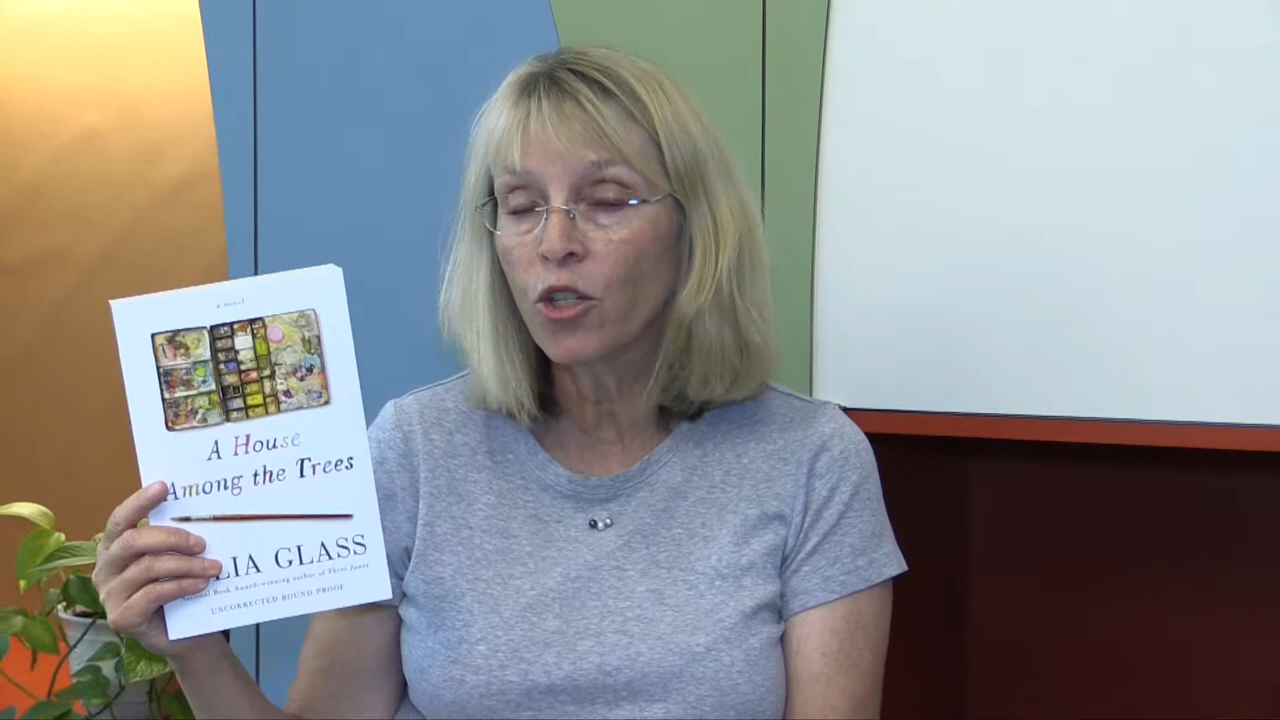 a novel
A House
Among the Trees
LIA GLASS
National Book Award-winning author of Three Junes
UNCORRECTED BOUND PROOF